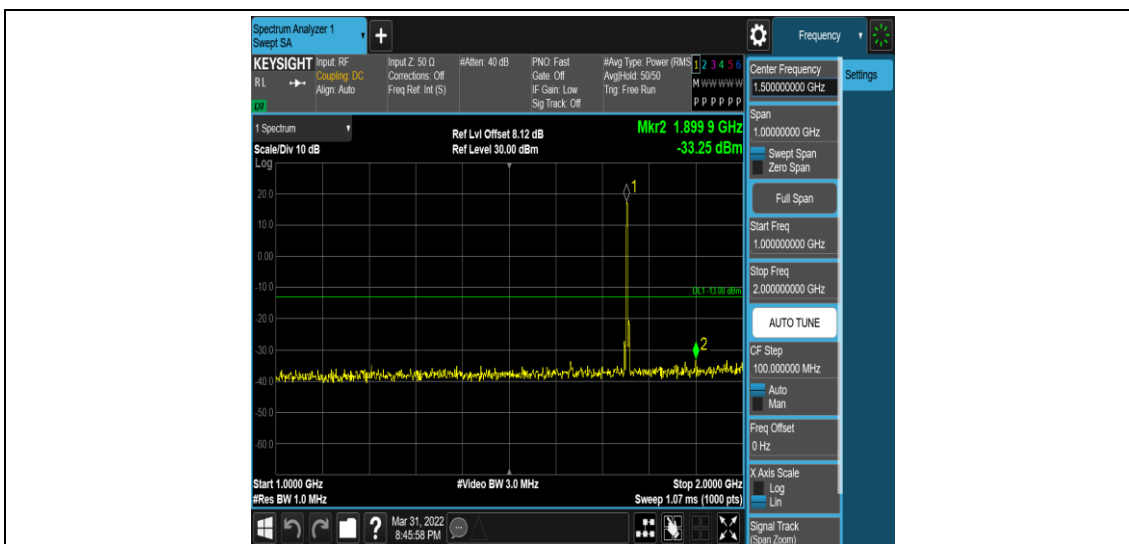 Spectrum Analyzer 1
Swept SA
Frequency
KEYSIGHT
RL
LXI
Input: RF
Coupling: DC
Align: Auto
Input Z: 50 Ω
Corrections: Off
Freq Ref: Int (S)
#Atten: 40 dB
PNO: Fast
Gate: Off
IF Gain: Low
Sig Track: Off
#Avg Type: Power (RMS
Avg|Hold: 50/50
Trig: Free Run
1 2 3 4 5 6
M W W W W W
P P P P P P
1 Spectrum
Scale/Div 10 dB
Ref Lvl Offset 8.12 dB
Ref Level 30.00 dBm
Mkr2 1.899 9 GHz
-33.25 dBm
Log
1
20.0
10.0
0.00
-10.0
DL1 -13.00 dBm
-20.0
2
-30.0
-40.0
-50.0
-60.0
Start 1.0000 GHz
#Res BW 1.0 MHz
#Video BW 3.0 MHz
Stop 2.0000 GHz
Sweep 1.07 ms (1000 pts)
Mar 31, 2022
8:45:58 PM
Center Frequency
1.500000000 GHz
Settings
Span
1.00000000 GHz
Swept Span
Zero Span
Full Span
Start Freq
1.000000000 GHz
Stop Freq
2.000000000 GHz
AUTO TUNE
CF Step
100.000000 MHz
Auto
Man
Freq Offset
0 Hz
X Axis Scale
Log
Lin
Signal Track
(Span Zoom)